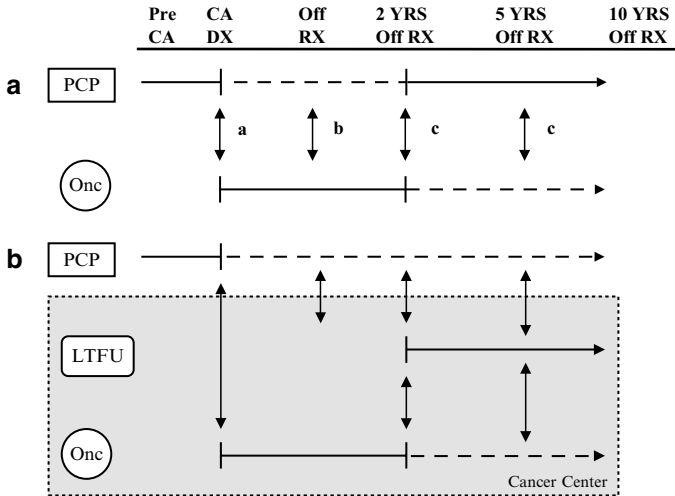 Pre CA Off 2 YRS 5 YRS 10 YRS
CA DX RX Off RX Off RX Off RX
a PCP
a b c c
Onc
b PCP
LTFU
Onc
Cancer Center